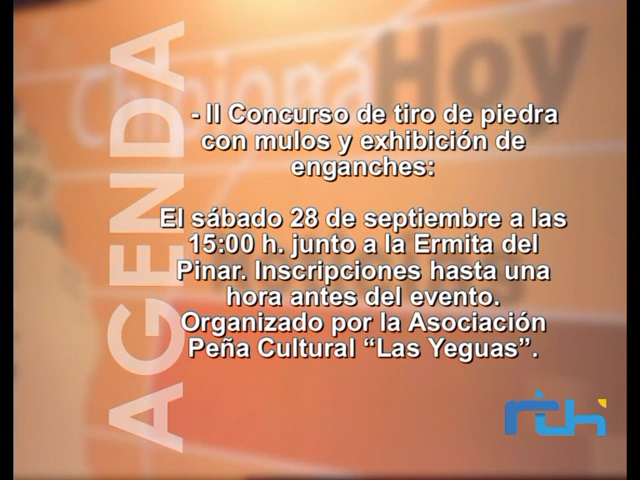 AGENDA
Chipiona Hoy
- II Concurso de tiro de piedra
con mulos y exhibición de
enganches:
El sábado 28 de septiembre a las
15:00 h. junto a la Ermita del
Pinar. Inscripciones hasta una
hora antes del evento.
Organizado por la Asociación
Peña Cultural “Las Yeguas”.